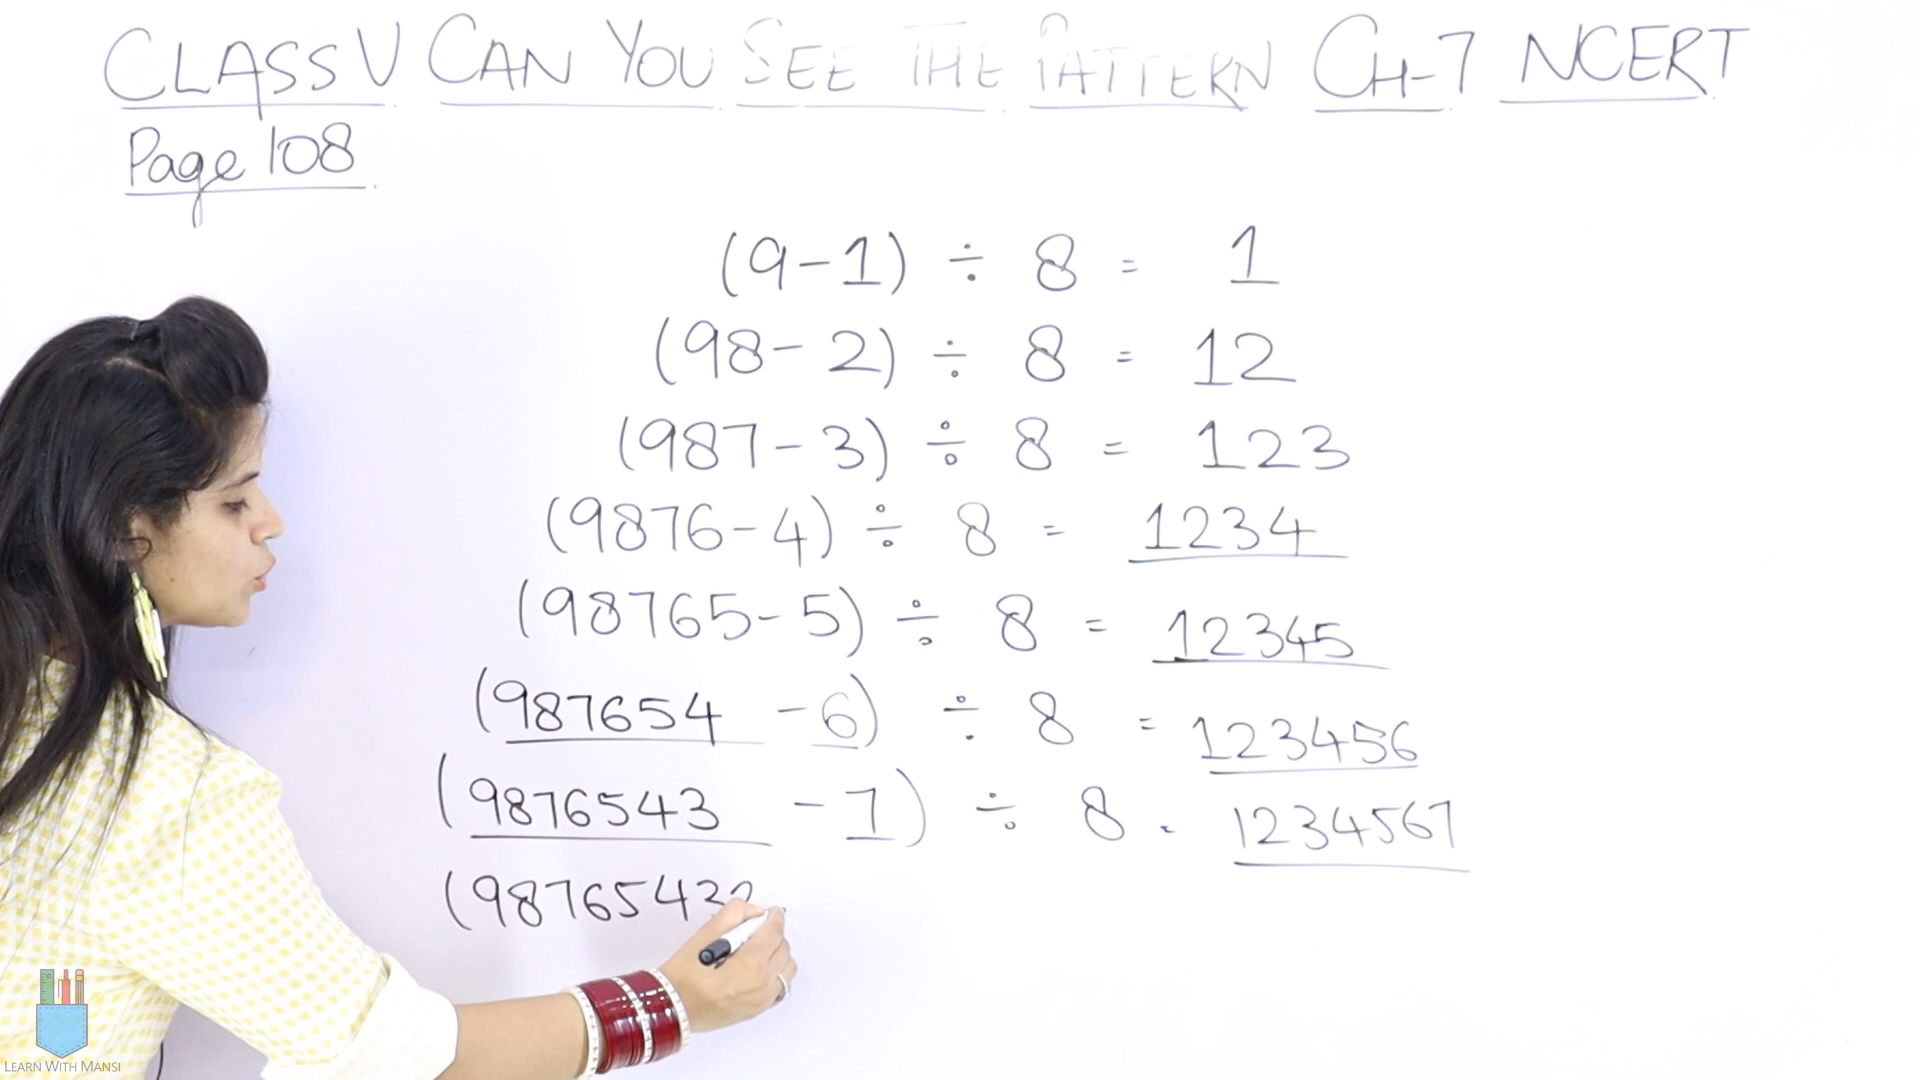 CLASS V CAN YOU SEE THE PATTERN CH-7 NCERT
Page 108
(9-1) ÷ 8 = 1
(98-2) ÷ 8 = 12
(987-3) ÷ 8 = 123
(9876-4) ÷ 8 = 1234
(98765-5) ÷ 8 = 12345
(987654 -6) ÷ 8 = 123456
(9876543 -7) ÷ 8 = 1234567
(98765432
LEARN WITH MANSI